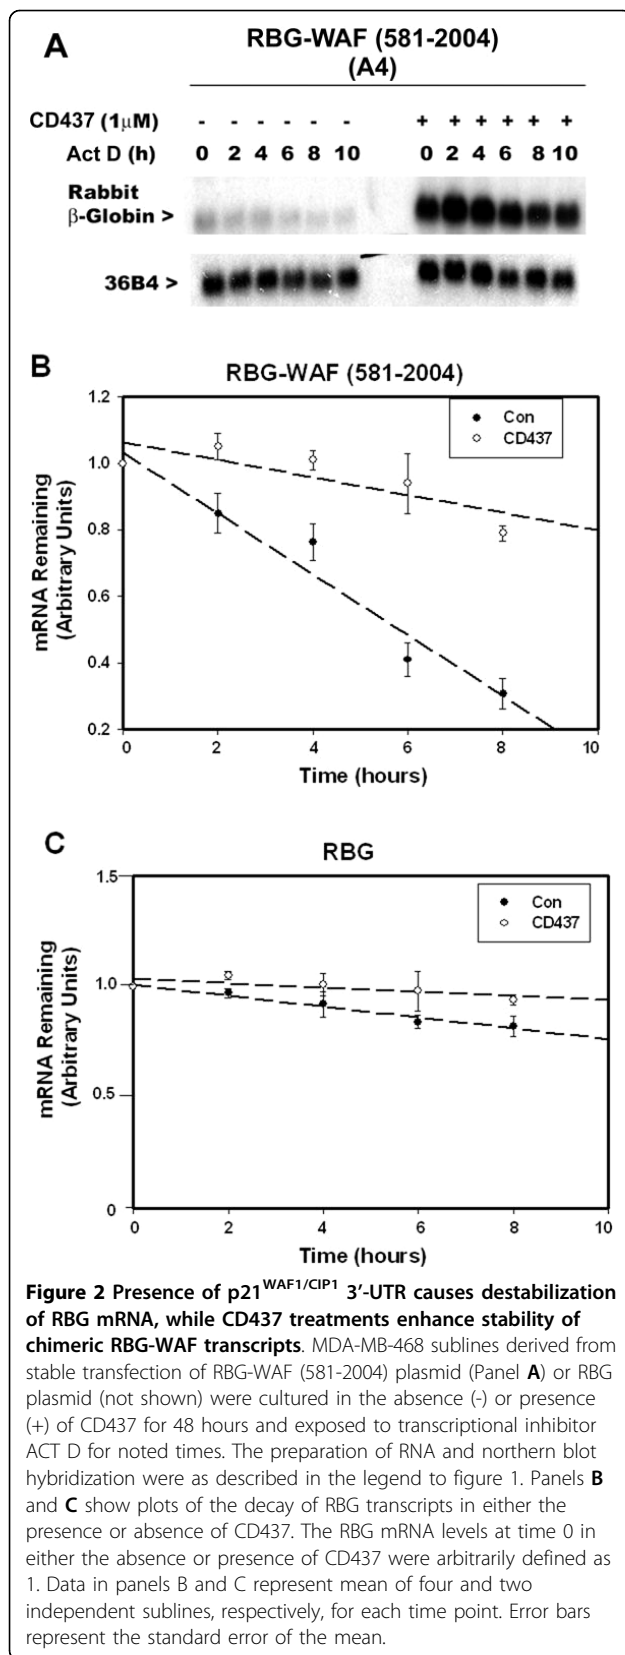 A
RBG-WAF (581-2004)
(A4)
CD437 (1μM) - - - - - - + + + + + +
Act D (h) 0 2 4 6 8 10 0 2 4 6 8 10
Rabbit
β-Globin >
36B4 >
B
RBG-WAF (581-2004)
mRNA Remaining
(Arbitrary Units)
1.2
1.0
0.8
0.6
0.4
0.2
Con
CD437
0 2 4 6 8 10
Time (hours)
C
RBG
mRNA Remaining
(Arbitrary Units)
1.5
1.0
0.5
0
Con
CD437
0 2 4 6 8 10
Time (hours)
Figure 2 Presence of p21WAF1/CIP1 3'-UTR causes destabilization
of RBG mRNA, while CD437 treatments enhance stability of
chimeric RBG-WAF transcripts. MDA-MB-468 sublines derived from
stable transfection of RBG-WAF (581-2004) plasmid (Panel A) or RBG
plasmid (not shown) were cultured in the absence (-) or presence
(+) of CD437 for 48 hours and exposed to transcriptional inhibitor
ACT D for noted times. The preparation of RNA and northern blot
hybridization were as described in the legend to figure 1. Panels B
and C show plots of the decay of RBG transcripts in either the
presence or absence of CD437. The RBG mRNA levels at time 0 in
either the absence or presence of CD437 were arbitrarily defined as
1. Data in panels B and C represent mean of four and two
independent sublines, respectively, for each time point. Error bars
represent the standard error of the mean.